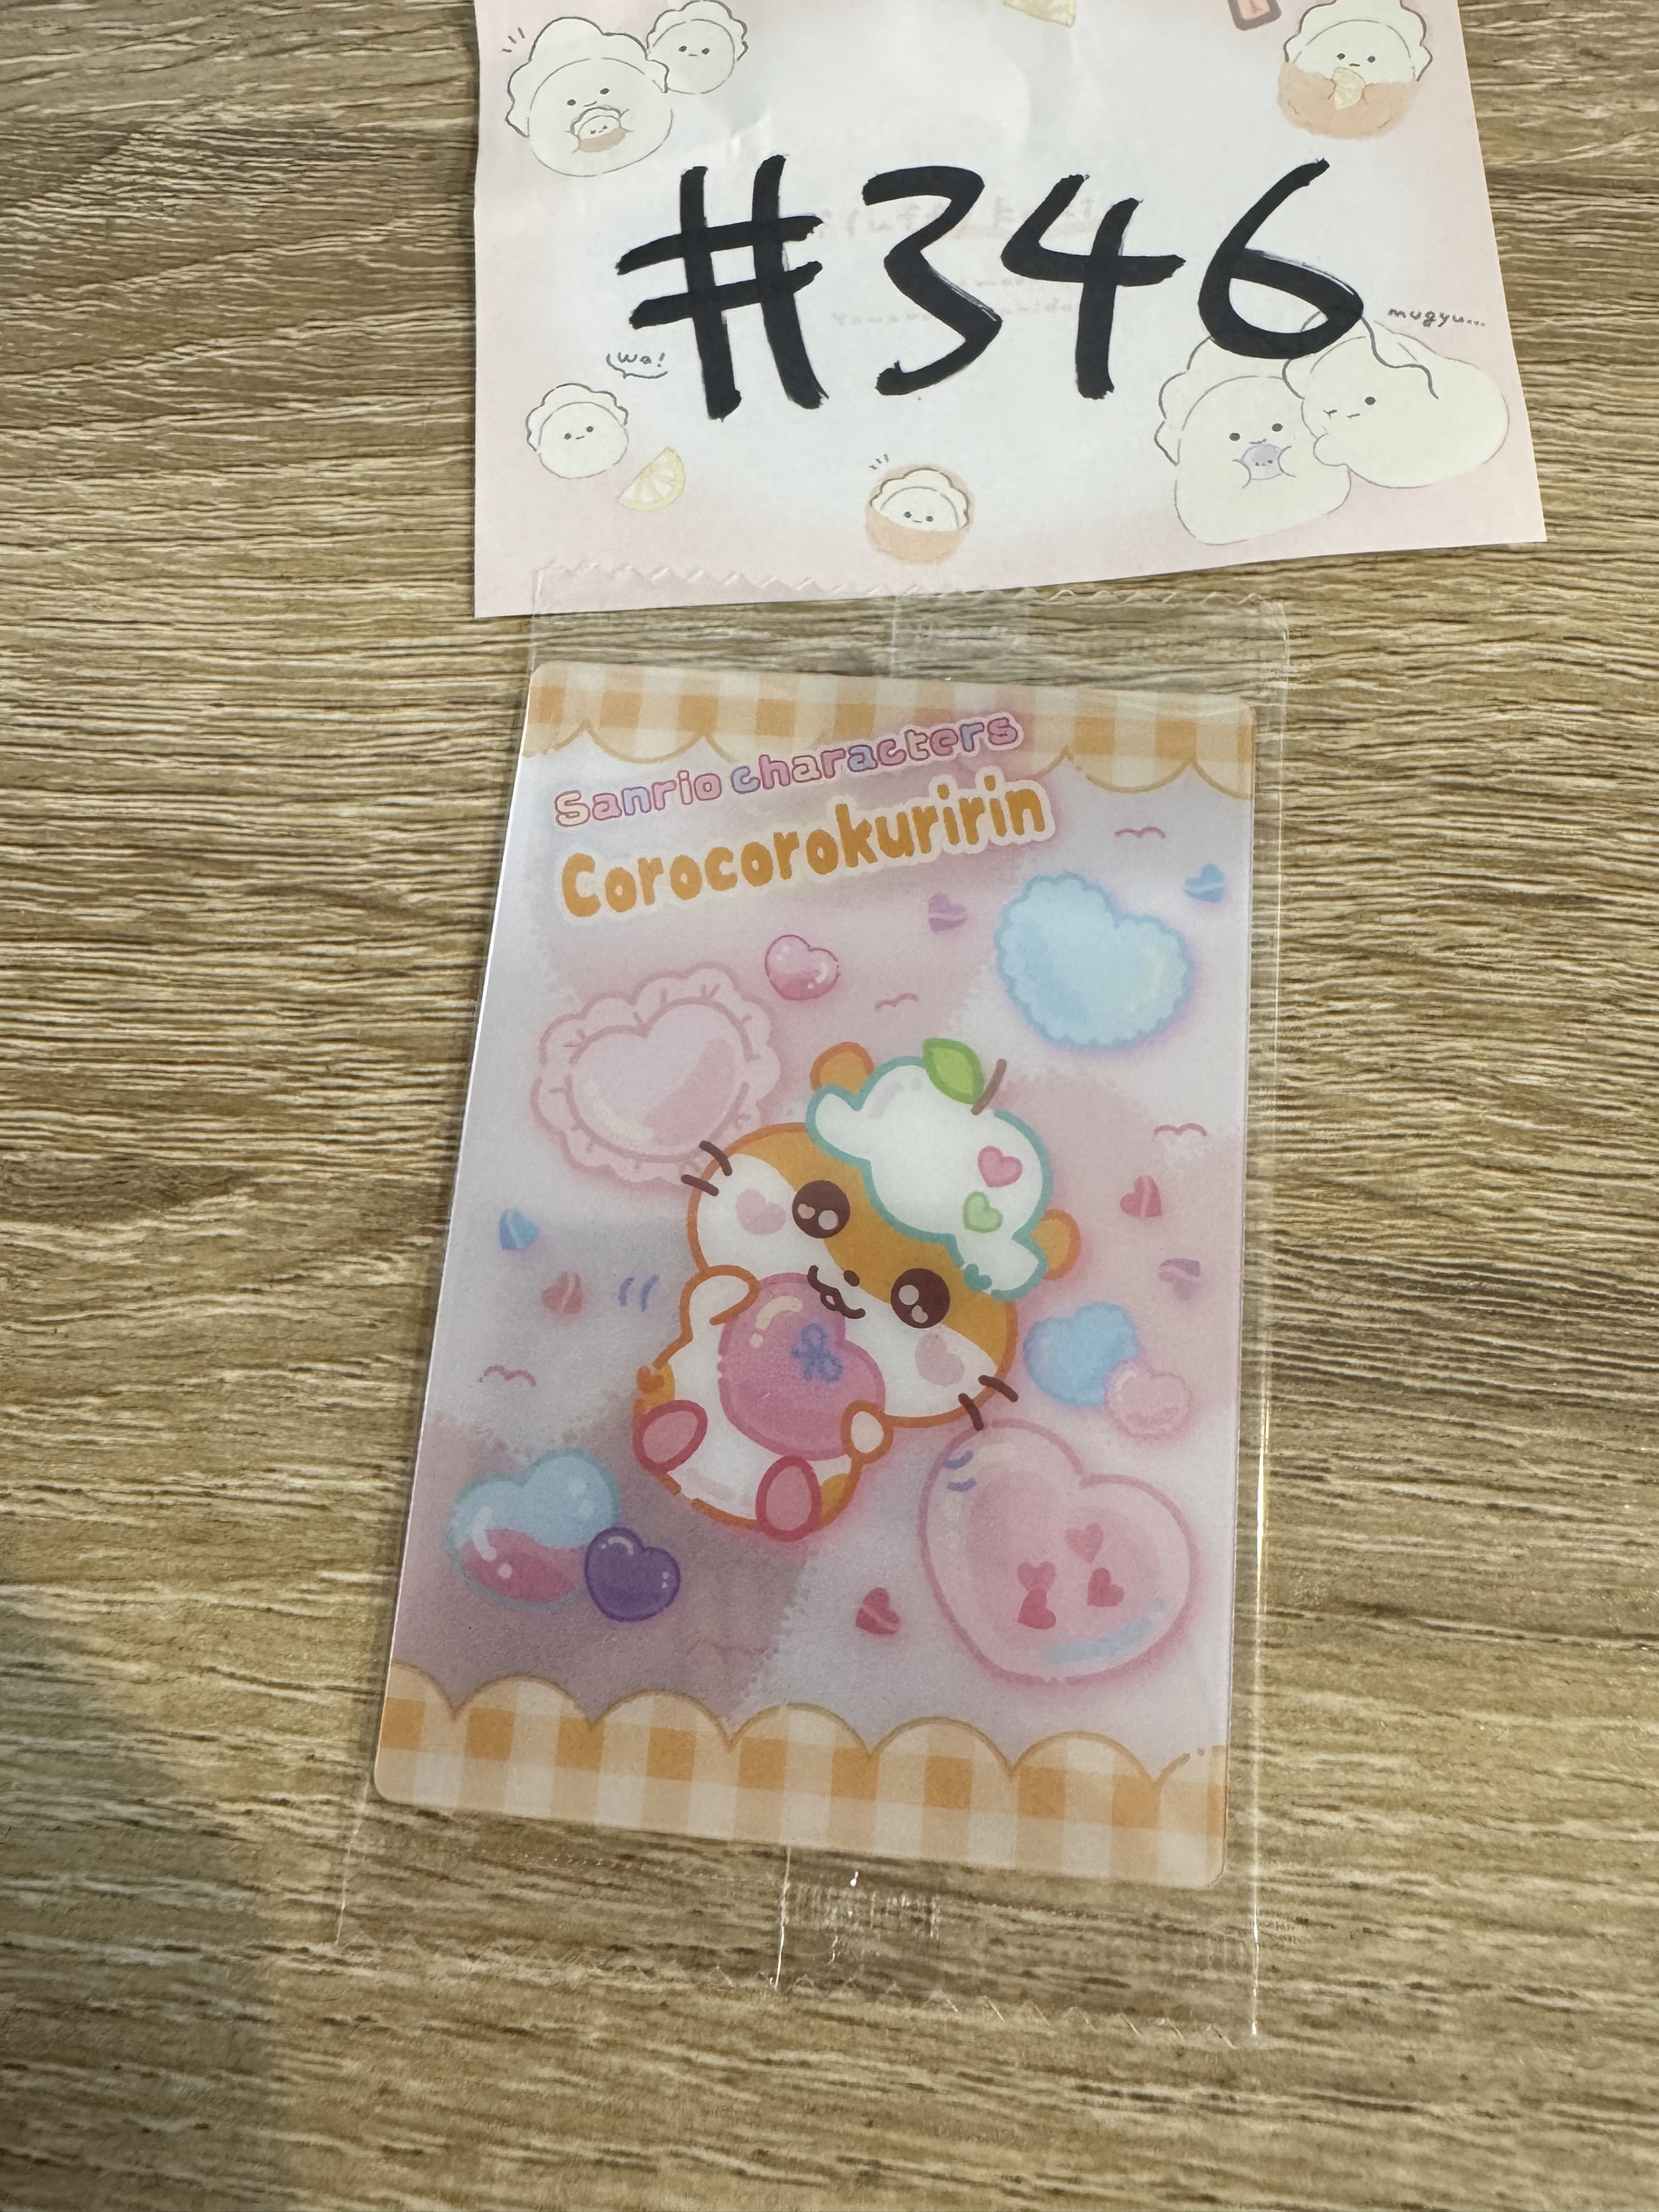 #346
mugyu...
wa!
Sanrio characters
Corocorokuririn